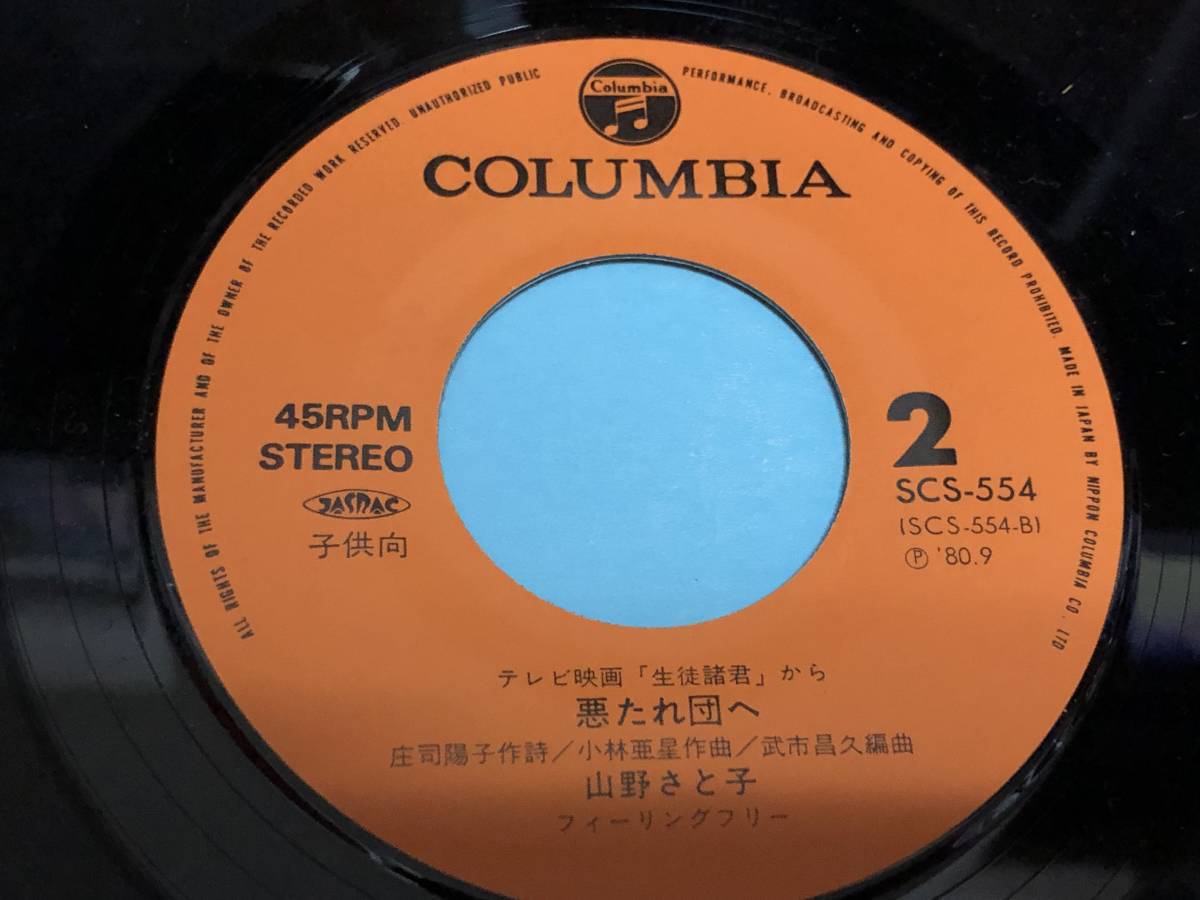 Columbia
COLUMBIA
ALL RIGHTS OF THE MANUFACTURER AND OF THE OWNER OF THE RECORDED WORK RESERVED. UNAUTHORIZED PUBLIC PERFORMANCE, BROADCASTING AND COPYING OF THIS RECORD PROHIBITED. MADE IN JAPAN BY NIPPON COLUMBIA CO., LTD
45RPM
STEREO
JASRAC
子供向
2
SCS-554
(SCS-554-B)
Ⓟ '80.9
テレビ映画「生徒諸君」から
悪たれ団へ
庄司陽子作詩/小林亜星作曲/武市昌久編曲
山野さと子
フィーリングフリー